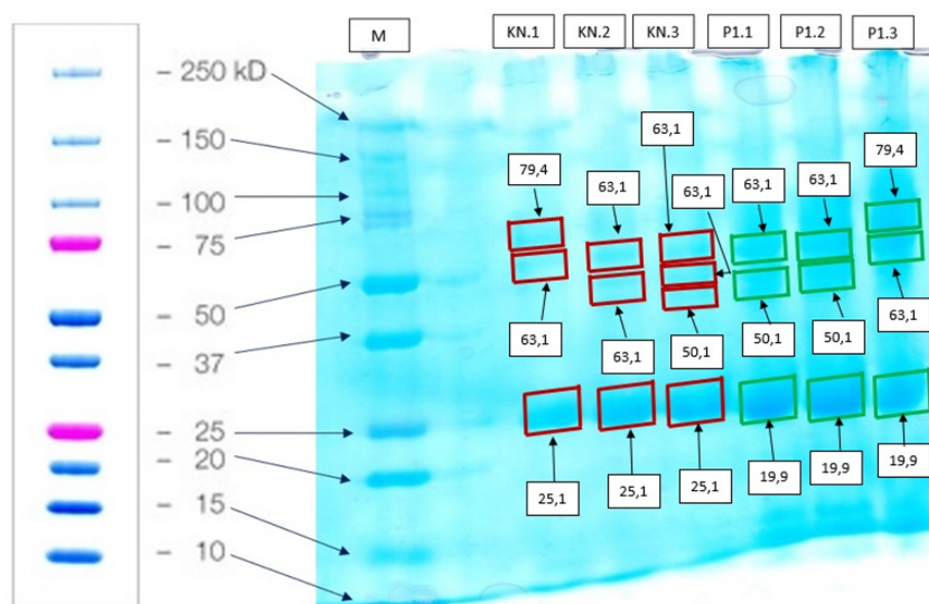 M KN.1 KN.2 KN.3 P1.1 P1.2 P1.3
– 250 kD
– 150
– 100
– 75
– 50
– 37
– 25
– 20
– 15
– 10
63,1
79,4 63,1 63,1 63,1 63,1 79,4
63,1 63,1 50,1 50,1 50,1 63,1
25,1 25,1 25,1 19,9 19,9 19,9